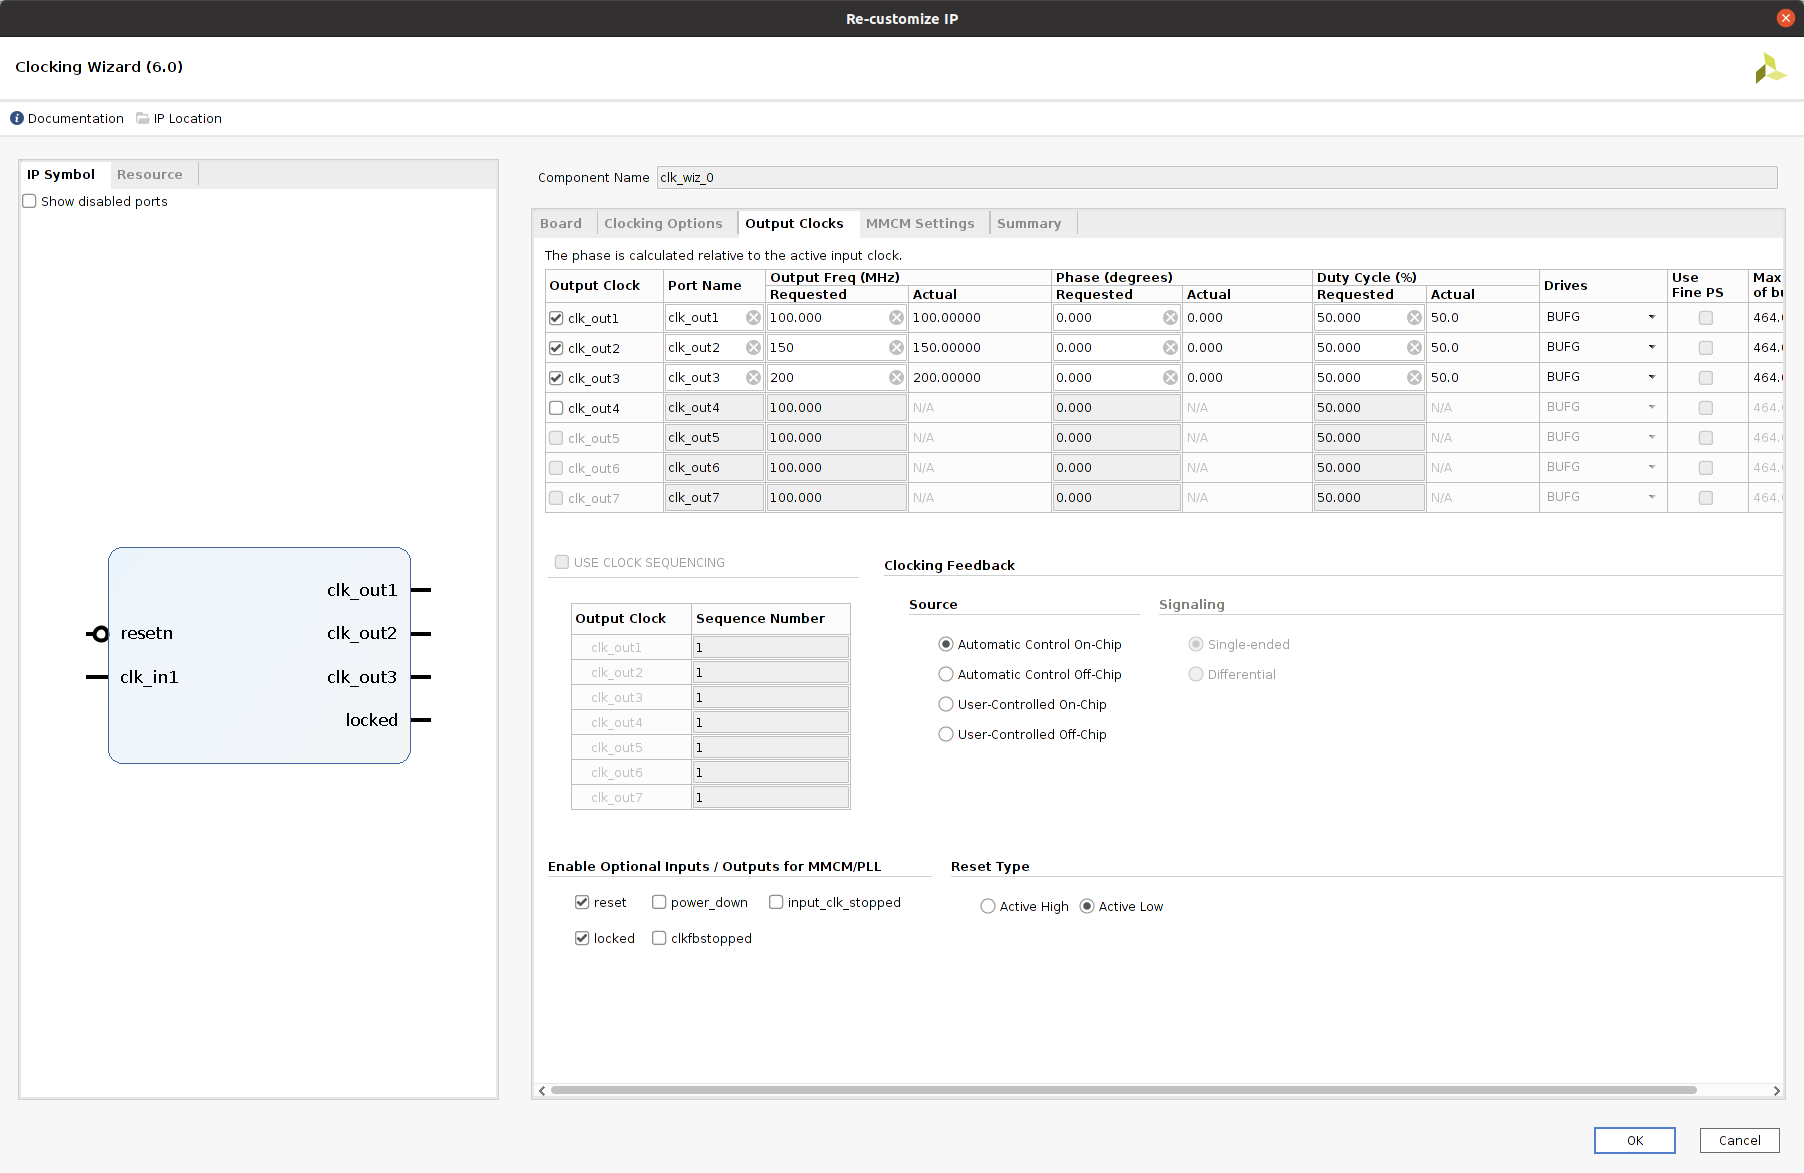 Re-customize IP
Clocking Wizard (6.0)
Documentation IP Location
IP Symbol Resource
Show disabled ports
clk_out1
resetn clk_out2
clk_in1 clk_out3
locked
Component Name clk_wiz_0
Board Clocking Options Output Clocks MMCM Settings Summary
The phase is calculated relative to the active input clock.
Output Clock Port Name Output Freq (MHz) Phase (degrees) Duty Cycle (%) Drives Use Fine PS Max of bu
Requested Actual Requested Actual Requested Actual
clk_out1 clk_out1 100.000 100.00000 0.000 0.000 50.000 50.0 BUFG 464.
clk_out2 clk_out2 150 150.00000 0.000 0.000 50.000 50.0 BUFG 464.
clk_out3 clk_out3 200 200.00000 0.000 0.000 50.000 50.0 BUFG 464.
clk_out4 clk_out4 100.000 N/A 0.000 N/A 50.000 N/A BUFG 464.
clk_out5 clk_out5 100.000 N/A 0.000 N/A 50.000 N/A BUFG 464.
clk_out6 clk_out6 100.000 N/A 0.000 N/A 50.000 N/A BUFG 464.
clk_out7 clk_out7 100.000 N/A 0.000 N/A 50.000 N/A BUFG 464.
USE CLOCK SEQUENCING
Output Clock Sequence Number
clk_out1 1
clk_out2 1
clk_out3 1
clk_out4 1
clk_out5 1
clk_out6 1
clk_out7 1
Clocking Feedback
Source Signaling
Automatic Control On-Chip Single-ended
Automatic Control Off-Chip Differential
User-Controlled On-Chip
User-Controlled Off-Chip
Enable Optional Inputs / Outputs for MMCM/PLL
reset power_down input_clk_stopped
locked clkfbstopped
Reset Type
Active High Active Low
OK Cancel